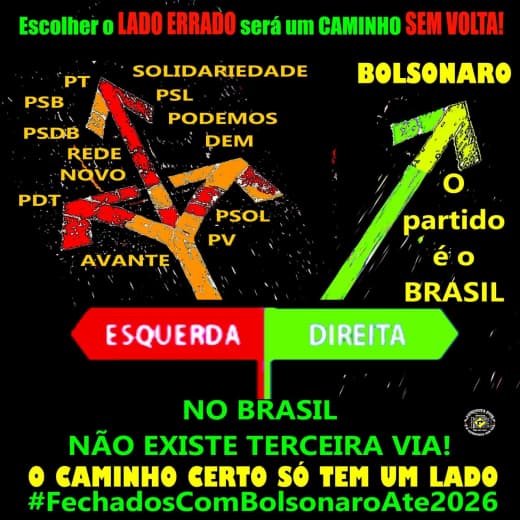 Escolher o LADO ERRADO será um CAMINHO SEM VOLTA!
SOLIDARIEDADE
PT
PSL
PSB
PODEMOS
PSDB
DEM
REDE
NOVO
PDT
PSOL
PV
AVANTE
BOLSONARO
O
partido
é o
BRASIL
ESQUERDA
DIREITA
NO BRASIL
NÃO EXISTE TERCEIRA VIA!
O CAMINHO CERTO SÓ TEM UM LADO
#FechadosComBolsonaroAte2026